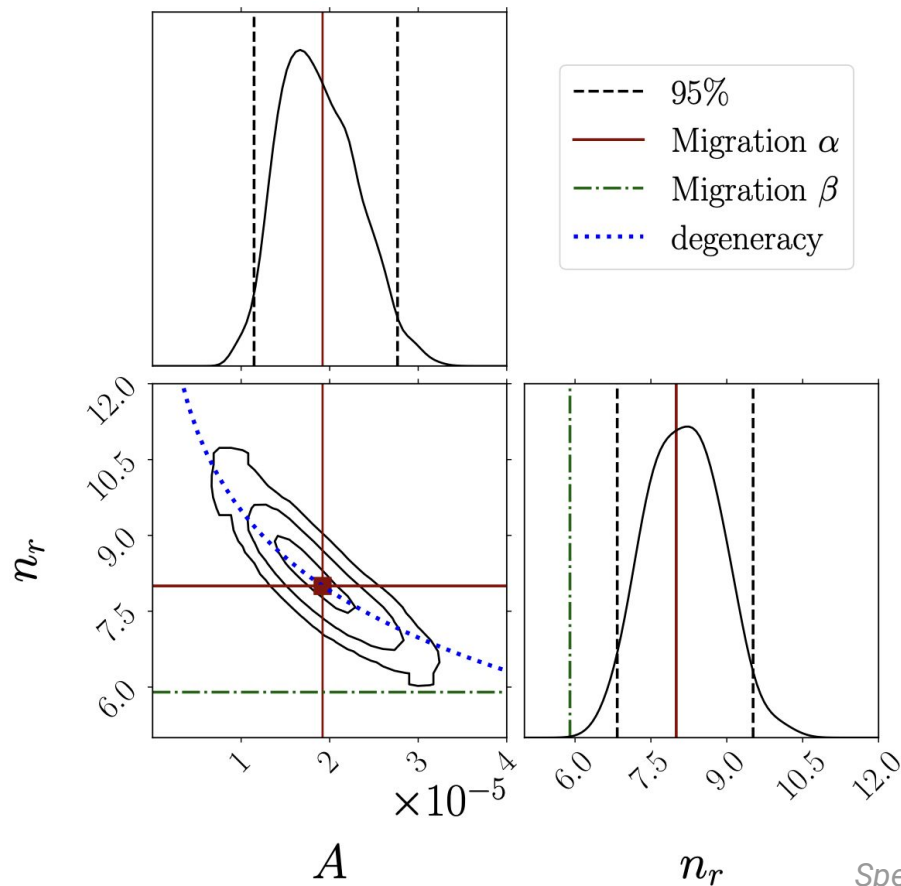 95%
Migration α
Migration β
degeneracy
12.0
10.5
9.0
7.5
6.0
n_r
1
2
3
4
×10⁻⁵
A
6.0
7.5
9.0
10.5
12.0
n_r
Spe